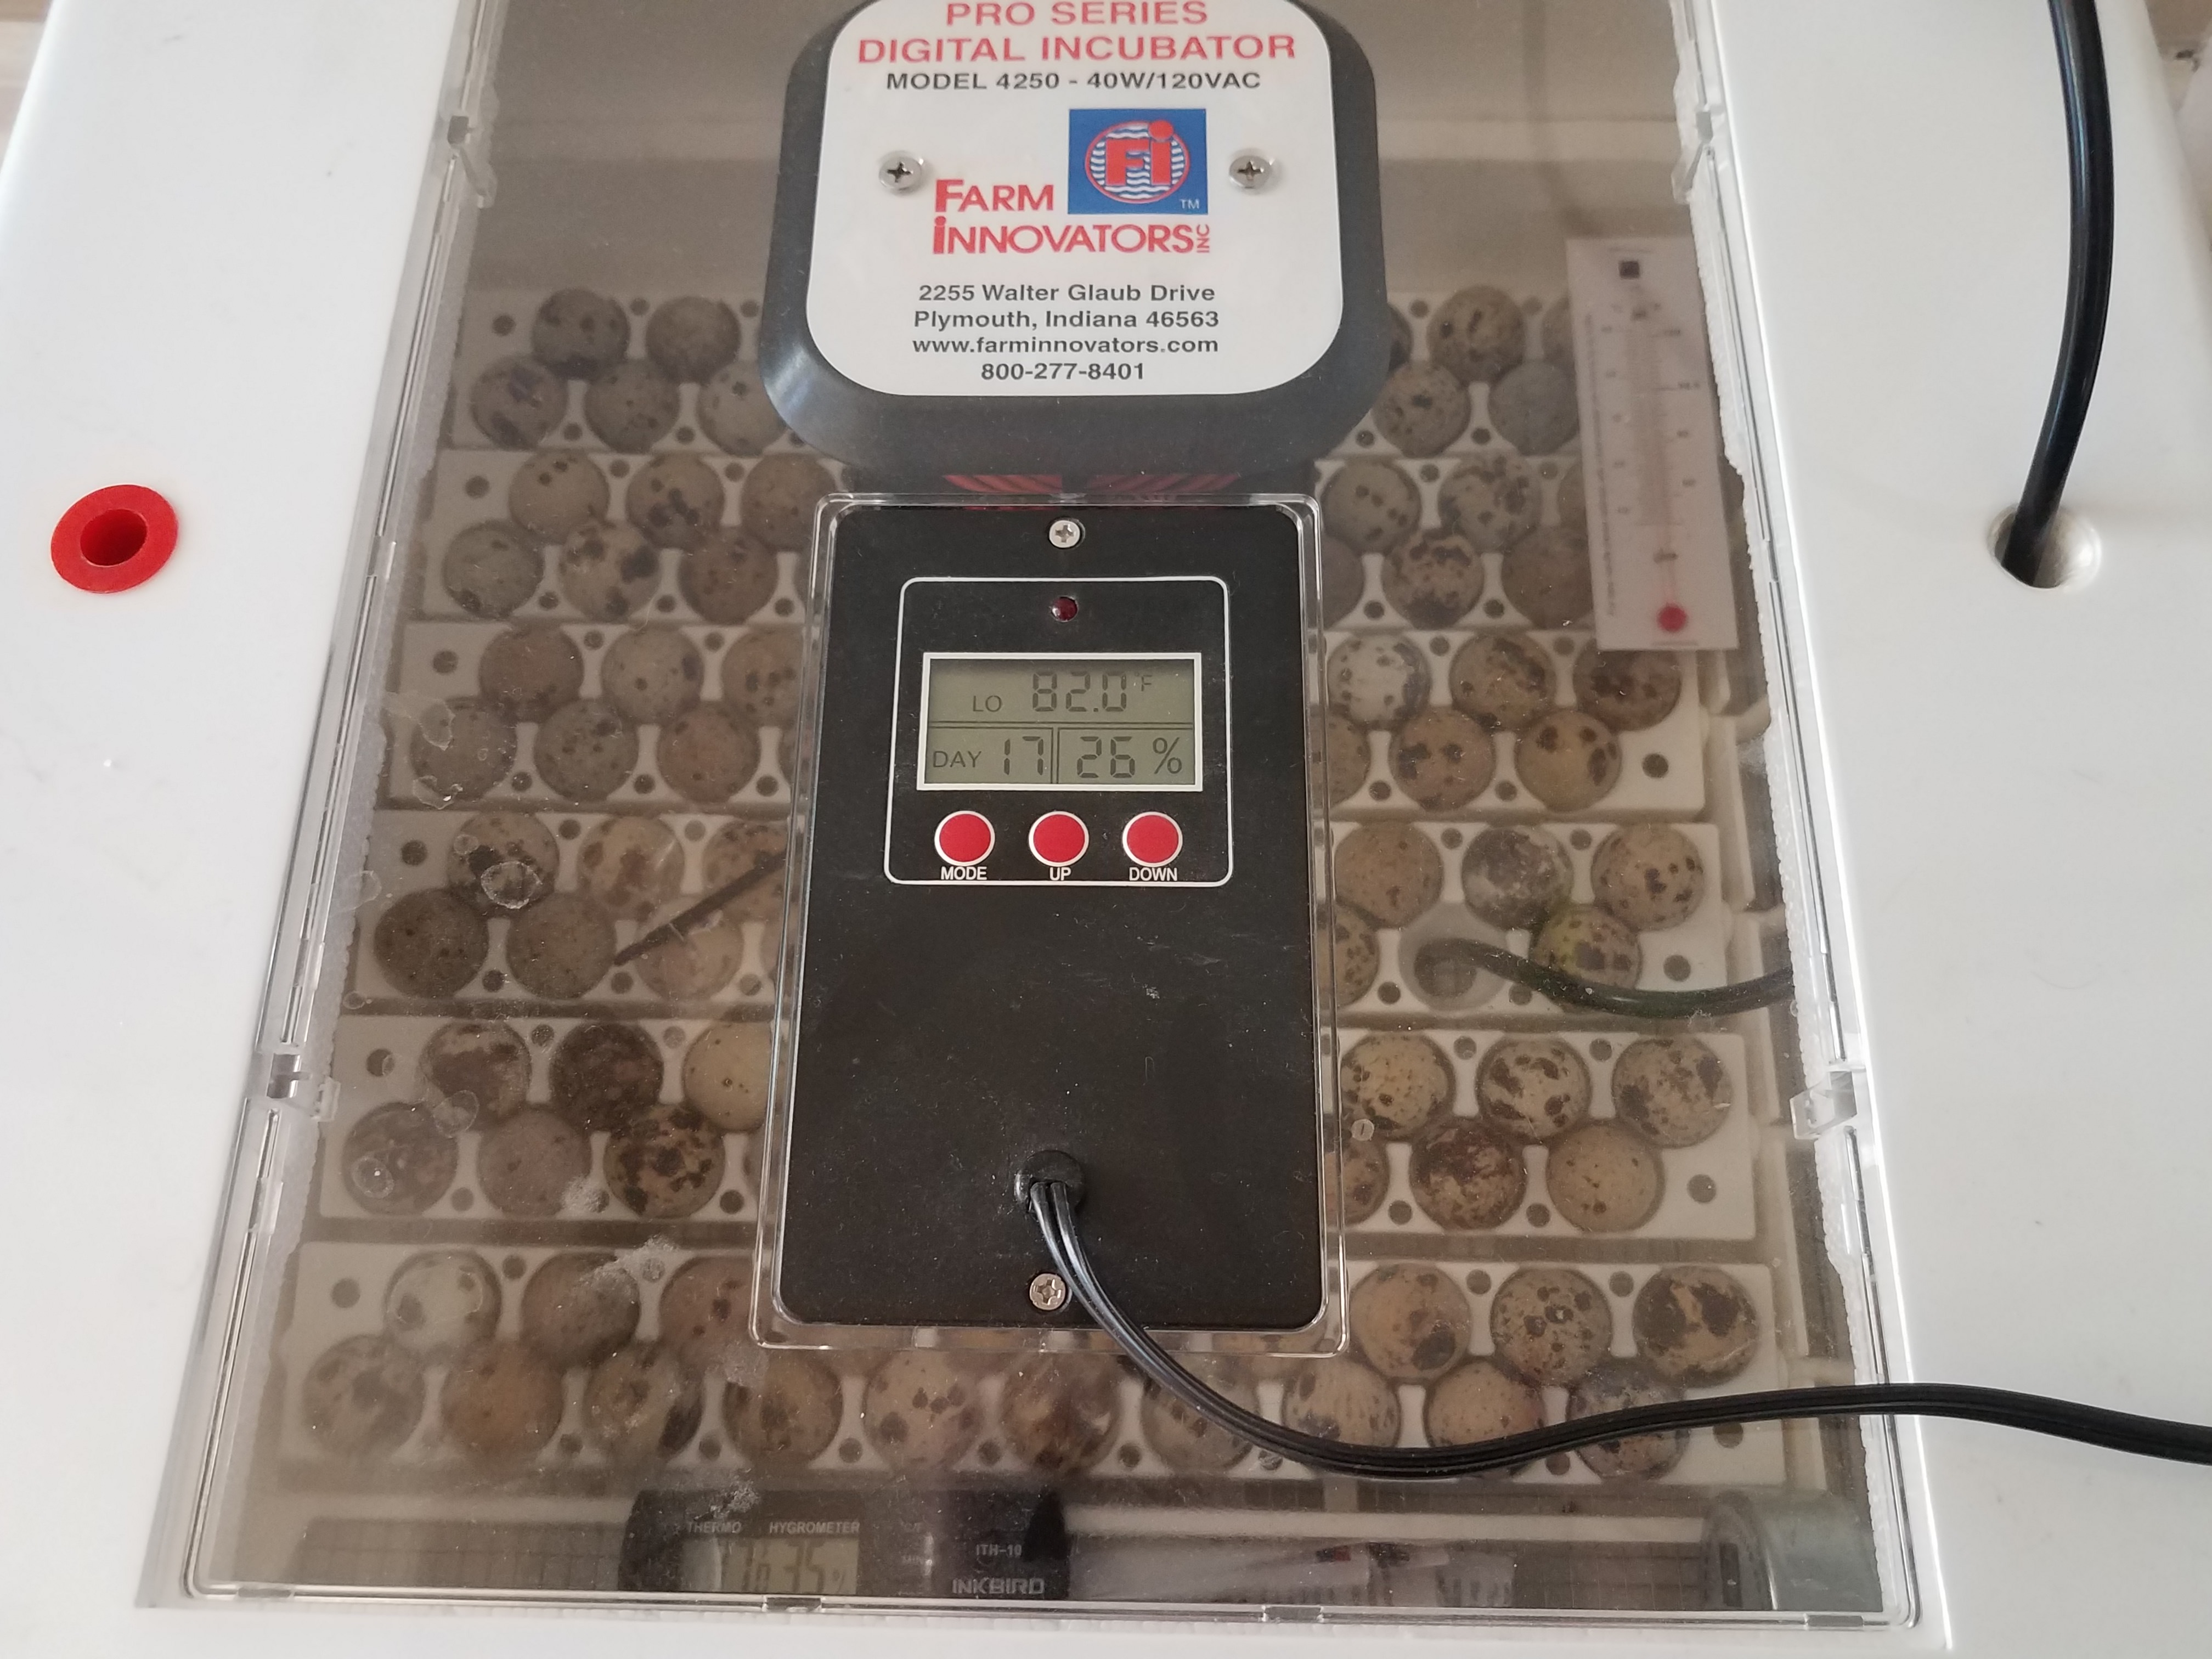 PRO SERIES
DIGITAL INCUBATOR
MODEL 4250 - 40W/120VAC
Fi
TM
FARM
INNOVATORS INC
2255 Walter Glaub Drive
Plymouth, Indiana 46563
www.farminnovators.com
800-277-8401
LO 82.0°F
DAY 17 26%
MODE UP DOWN
THERMO HYGROMETER
35%
ITH-10
INKBIRD